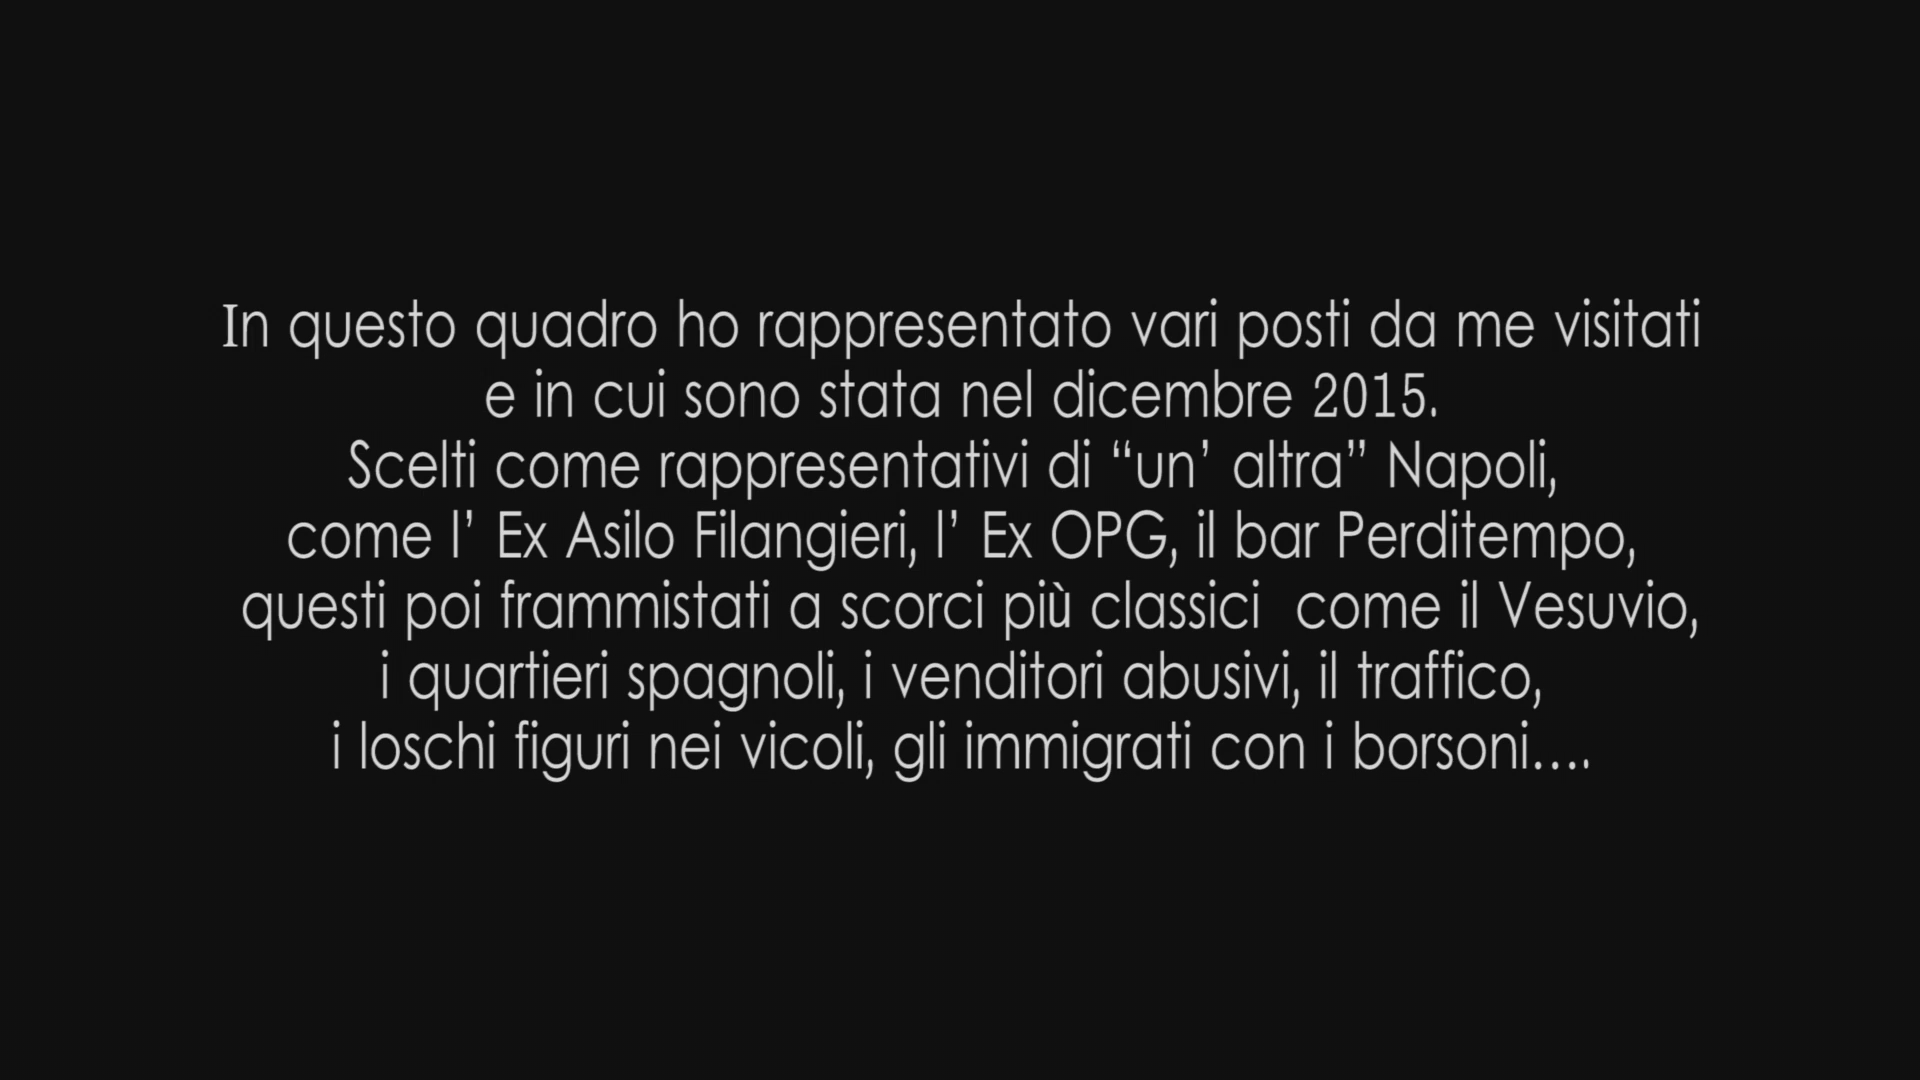 In questo quadro ho rappresentato vari posti da me visitati
e in cui sono stata nel dicembre 2015.
Scelti come rappresentativi di “un’ altra” Napoli,
come l’ Ex Asilo Filangieri, l’ Ex OPG, il bar Perditempo,
questi poi frammistati a scorci più classici  come il Vesuvio,
i quartieri spagnoli, i venditori abusivi, il traffico,
i loschi figuri nei vicoli, gli immigrati con i borsoni….